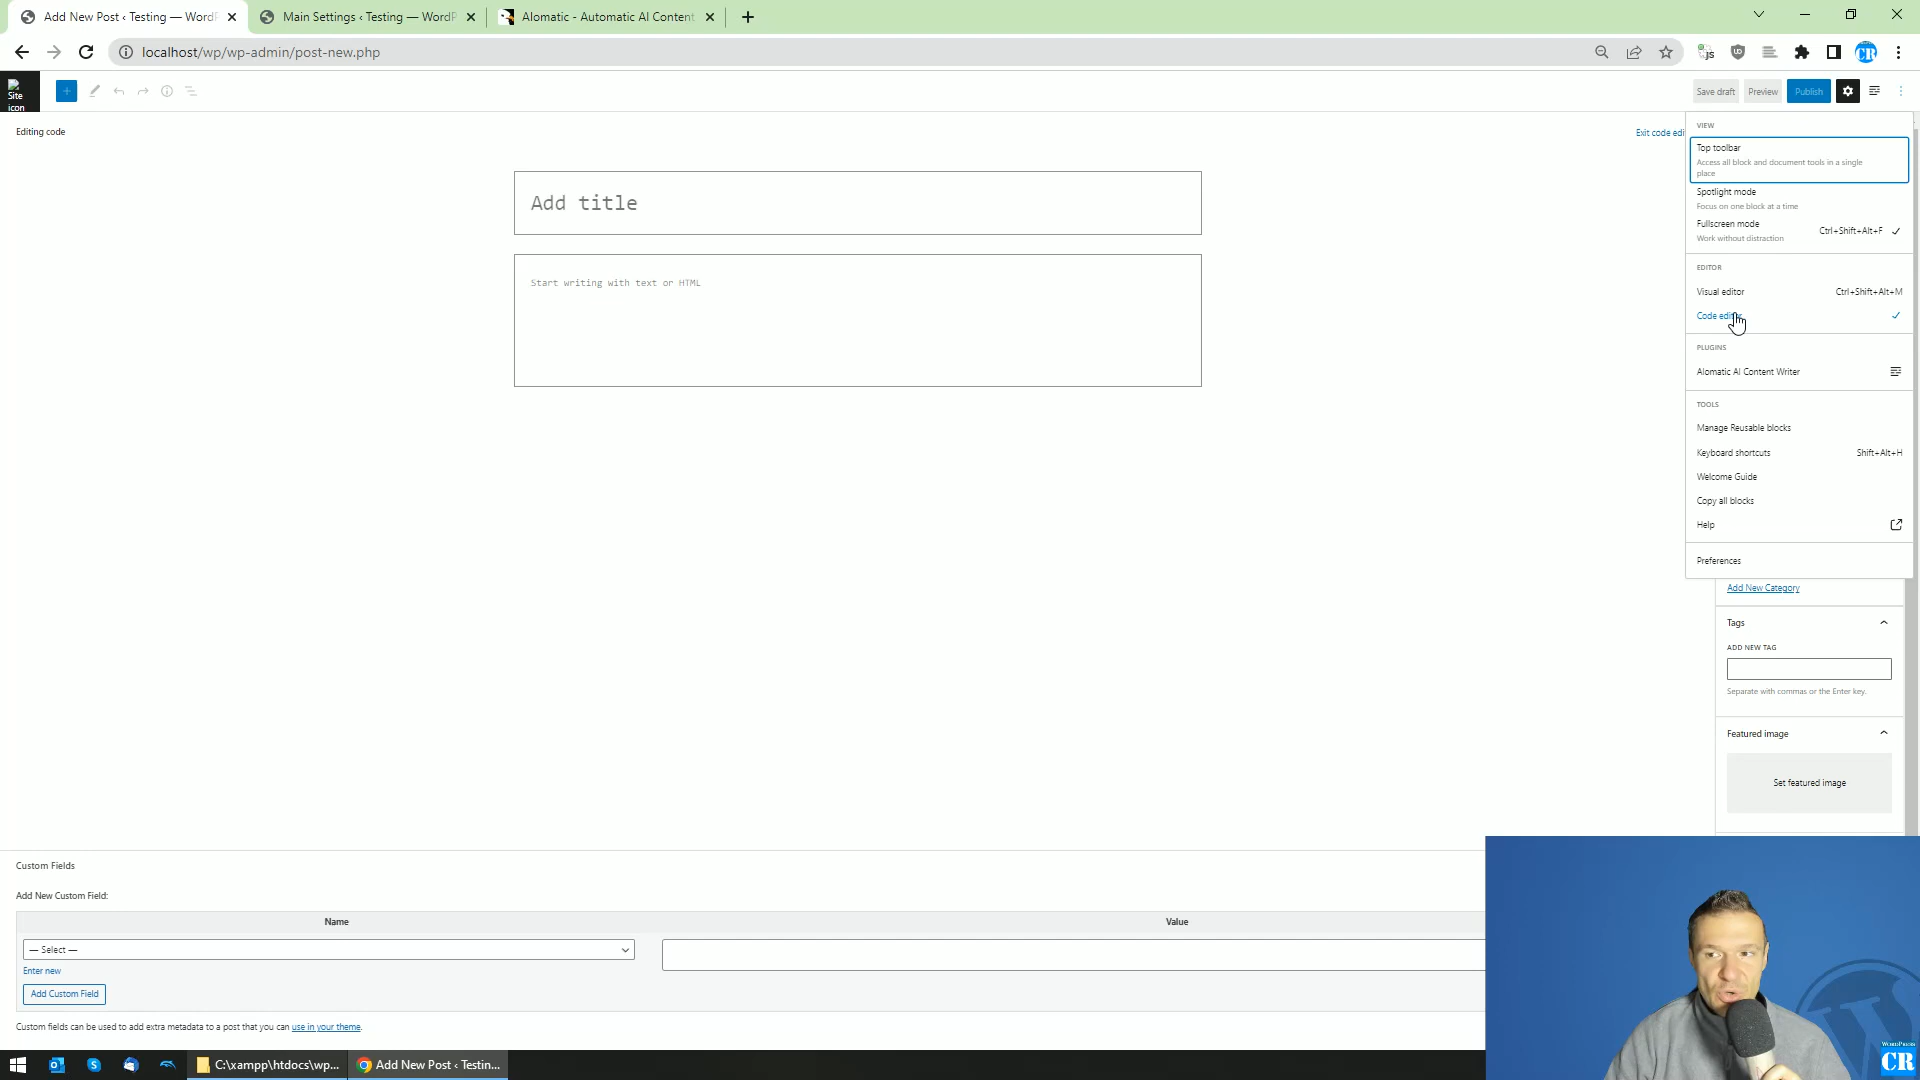 Add New Post ‹ Testing — WordP
Main Settings ‹ Testing — WordP
AIomatic - Automatic AI Content
localhost/wp/wp-admin/post-new.php
Site
icon
Save draft
Preview
Publish
Editing code
Exit code edi
Add title
Start writing with text or HTML
VIEW
Top toolbar
Access all block and document tools in a single
place
Spotlight mode
Focus on one block at a time
Fullscreen mode
Ctrl+Shift+Alt+F
Work without distraction
EDITOR
Visual editor
Ctrl+Shift+Alt+M
Code editor
PLUGINS
AIomatic AI Content Writer
TOOLS
Manage Reusable blocks
Keyboard shortcuts
Shift+Alt+H
Welcome Guide
Copy all blocks
Help
Preferences
Add New Category
Tags
ADD NEW TAG
Separate with commas or the Enter key.
Featured image
Set featured image
Custom Fields
Add New Custom Field:
Name
Value
— Select —
Enter new
Add Custom Field
Custom fields can be used to add extra metadata to a post that you can use in your theme.
C:\xampp\htdocs\wp...
Add New Post ‹ Testin...
WORDPRESS
CR